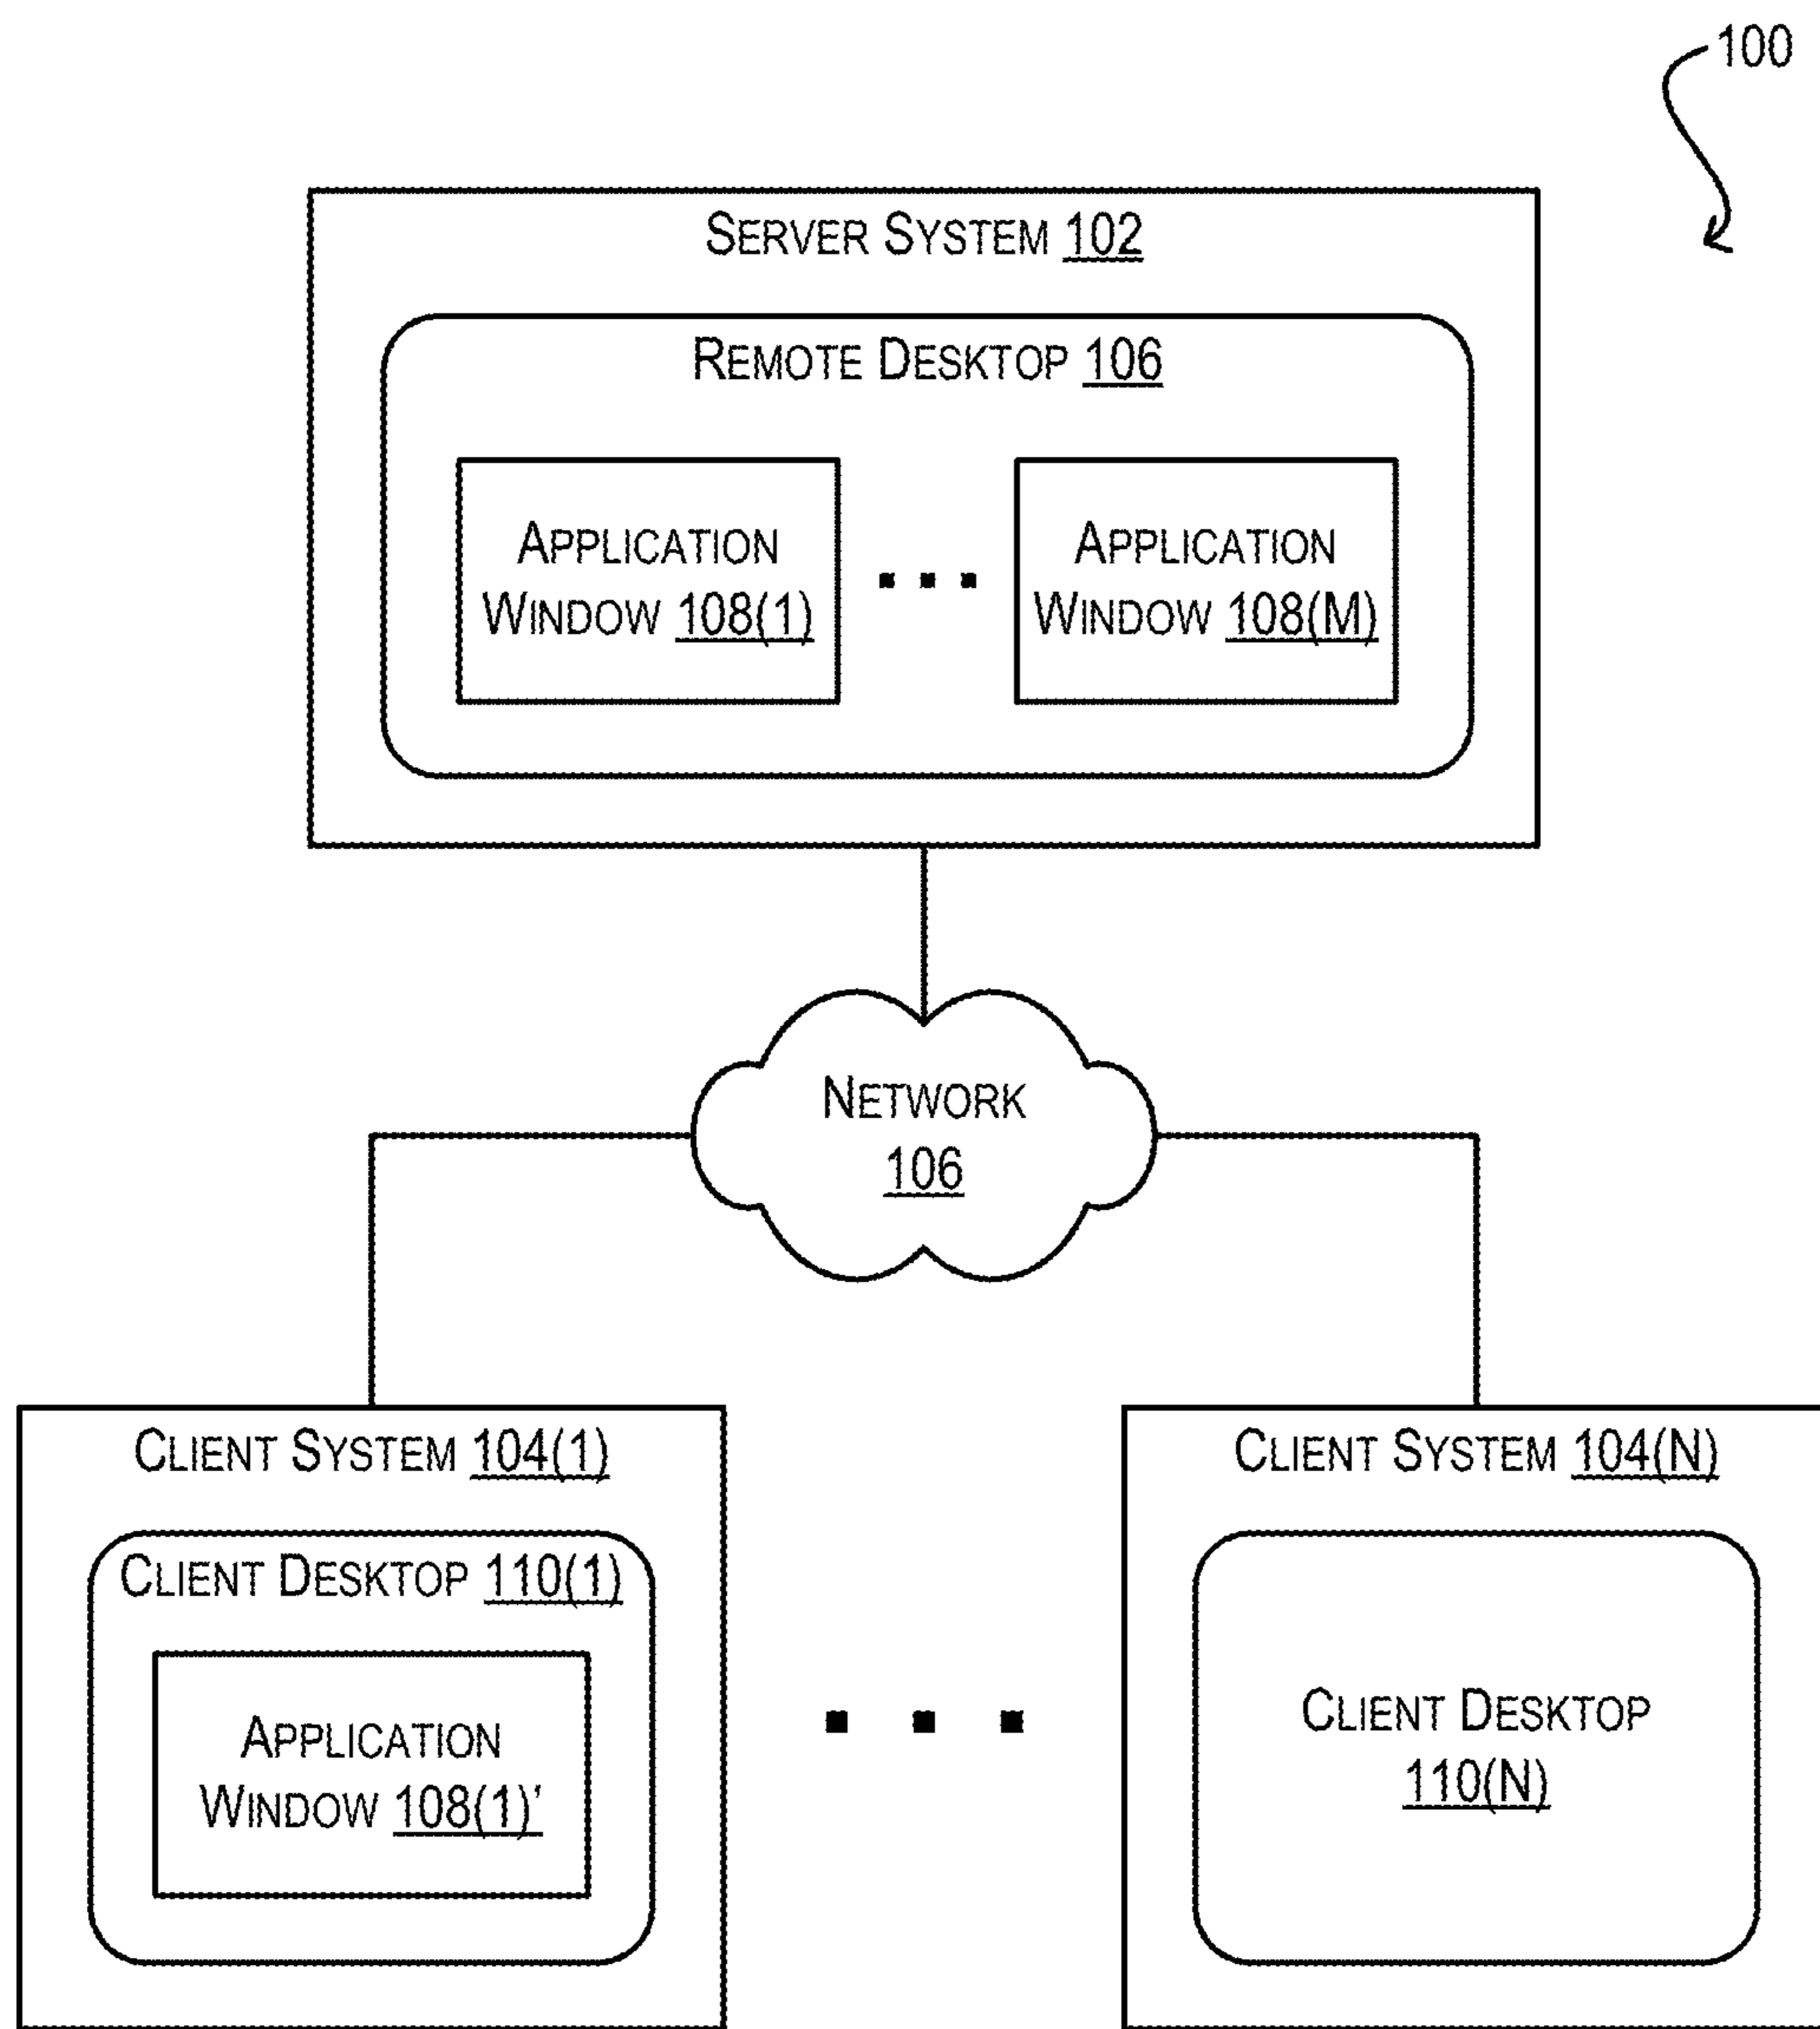 100
SERVER SYSTEM 102
REMOTE DESKTOP 106
APPLICATION
WINDOW 108(1)
...
APPLICATION
WINDOW 108(M)
NETWORK
106
CLIENT SYSTEM 104(1)
CLIENT DESKTOP 110(1)
APPLICATION
WINDOW 108(1)'
...
CLIENT SYSTEM 104(N)
CLIENT DESKTOP
110(N)